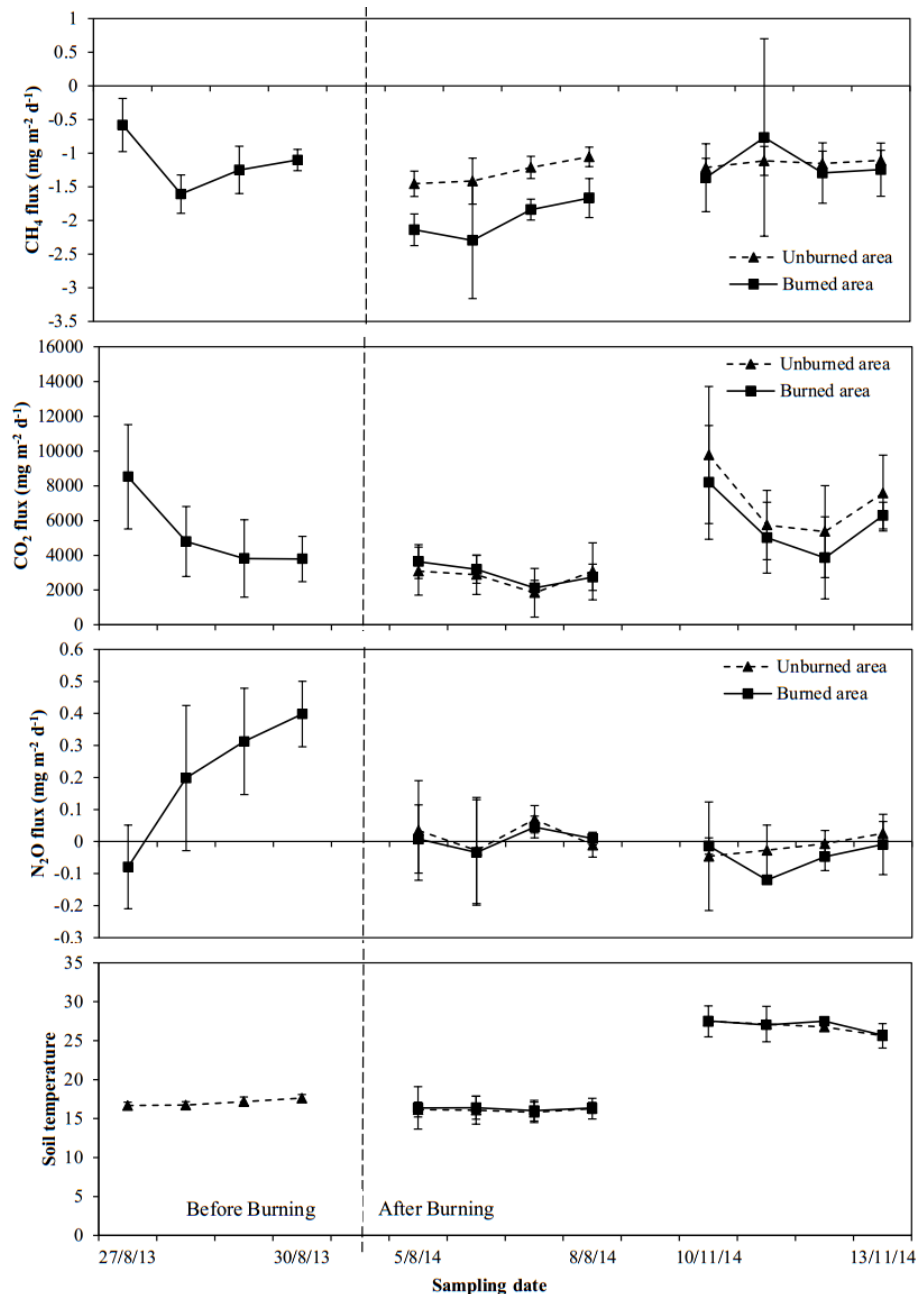 1
0.5
0
-0.5
-1
-1.5
-2
-2.5
-3
-3.5
CH₄ flux (mg m⁻² d⁻¹)
Unburned area
Burned area
16000
14000
12000
10000
8000
6000
4000
2000
0
CO₂ flux (mg m⁻² d⁻¹)
Unburned area
Burned area
0.6
0.5
0.4
0.3
0.2
0.1
0
-0.1
-0.2
-0.3
N₂O flux (mg m⁻² d⁻¹)
Unburned area
Burned area
35
30
25
20
15
10
5
0
Soil temperature
Before Burning
After Burning
27/8/13 30/8/13 5/8/14 8/8/14 10/11/14 13/11/14
Sampling date